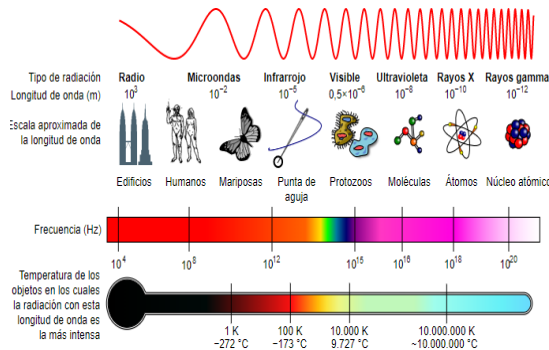 Tipo de radiación Radio Microondas Infrarrojo Visible Ultravioleta Rayos X Rayos gamma
Longitud de onda (m) 10³ 10⁻² 10⁻⁵ 0,5×10⁻⁶ 10⁻⁸ 10⁻¹⁰ 10⁻¹²
Escala aproximada de
la longitud de onda
Edificios Humanos Mariposas Punta de aguja Protozoos Moléculas Átomos Núcleo atómico
Frecuencia (Hz)
10⁴ 10⁸ 10¹² 10¹⁵ 10¹⁶ 10¹⁸ 10²⁰
Temperatura de los
objetos en los cuales
la radiación con esta
longitud de onda es
la más intensa
1 K 100 K 10.000 K 10.000.000 K
−272 °C −173 °C 9.727 °C ~10.000.000 °C